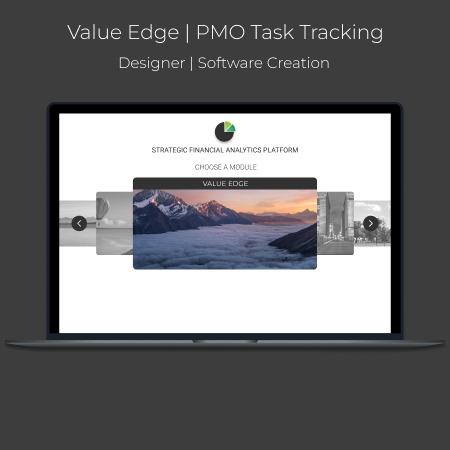 Value Edge | PMO Task Tracking
Designer | Software Creation
STRATEGIC FINANCIAL ANALYTICS PLATFORM
CHOOSE A MODULE
VALUE EDGE